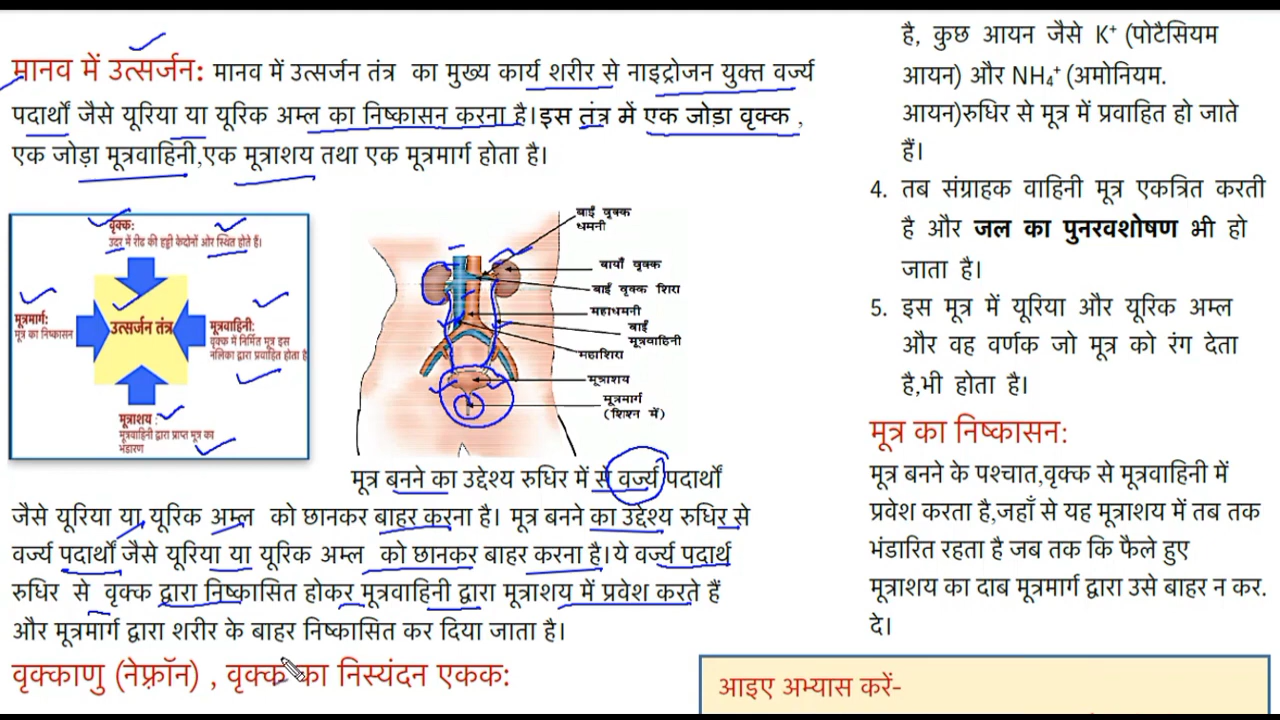 मानव में उत्सर्जन: मानव में उत्सर्जन तंत्र का मुख्य कार्य शरीर से नाइट्रोजन युक्त वर्ज्य
पदार्थों जैसे यूरिया या यूरिक अम्ल का निष्कासन करना है।इस तंत्र में एक जोड़ा वृक्क ,
एक जोड़ा मूत्रवाहिनी,एक मूत्राशय तथा एक मूत्रमार्ग होता है।
वृक्क:
उदर में रीढ की हड्डी केदोनों ओर स्थित होते हैं।
मूत्रमार्ग:
मूत्र का निष्कासन
उत्सर्जन तंत्र
मूत्रवाहिनी:
वृक्क में निर्मित मूत्र इस
नलिका द्वारा प्रवाहित होता है
मूत्राशय :
मूत्रवाहिनी द्वारा प्राप्त मूत्र का
भंडारण
बाईं वृक्क
धमनी
बायाँ वृक्क
बाईं वृक्क शिरा
महाधमनी
बाईं
मूत्रवाहिनी
महाशिरा
मूत्राशय
मूत्रमार्ग
(शिश्न में)
मूत्र बनने का उद्देश्य रुधिर में से वर्ज्य पदार्थों
जैसे यूरिया या यूरिक अम्ल को छानकर बाहर करना है। मूत्र बनने का उद्देश्य रुधिर से
वर्ज्य पदार्थों जैसे यूरिया या यूरिक अम्ल को छानकर बाहर करना है।ये वर्ज्य पदार्थ
रुधिर से वृक्क द्वारा निष्कासित होकर मूत्रवाहिनी द्वारा मूत्राशय में प्रवेश करते हैं
और मूत्रमार्ग द्वारा शरीर के बाहर निष्कासित कर दिया जाता है।
वृक्काणु (नेफ़्रॉन) , वृक्क का निस्यंदन एकक:
है, कुछ आयन जैसे K⁺ (पोटैसियम
आयन) और NH₄⁺ (अमोनियम.
आयन)रुधिर से मूत्र में प्रवाहित हो जाते
हैं।
4. तब संग्राहक वाहिनी मूत्र एकत्रित करती
है और जल का पुनरवशोषण भी हो
जाता है।
5. इस मूत्र में यूरिया और यूरिक अम्ल
और वह वर्णक जो मूत्र को रंग देता
है,भी होता है।
मूत्र का निष्कासन:
मूत्र बनने के पश्चात,वृक्क से मूत्रवाहिनी में
प्रवेश करता है,जहाँ से यह मूत्राशय में तब तक
भंडारित रहता है जब तक कि फैले हुए
मूत्राशय का दाब मूत्रमार्ग द्वारा उसे बाहर न कर.
दे।
आइए अभ्यास करें-